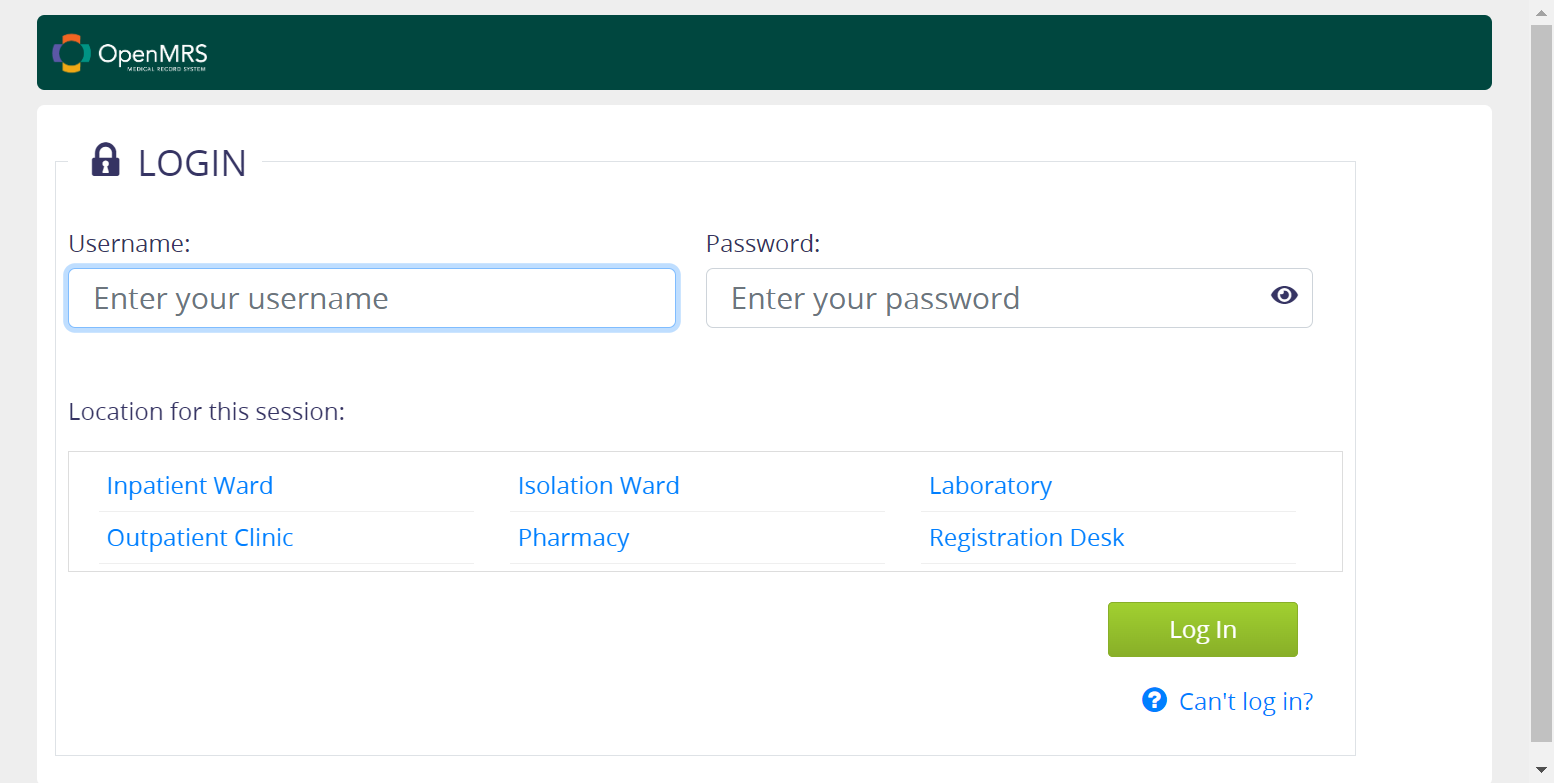 OpenMRS
MEDICAL RECORD SYSTEM
LOGIN
Username:
Password:
Enter your username
Enter your password
Location for this session:
Inpatient Ward
Isolation Ward
Laboratory
Outpatient Clinic
Pharmacy
Registration Desk
Log In
? Can't log in?